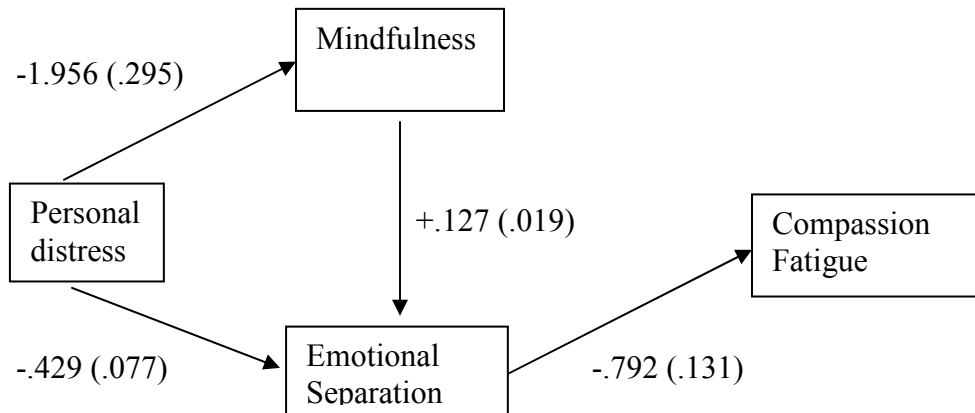 Mindfulness
-1.956 (.295)
Personal
distress
+.127 (.019)
Compassion
Fatigue
-.429 (.077)
Emotional
Separation
-.792 (.131)